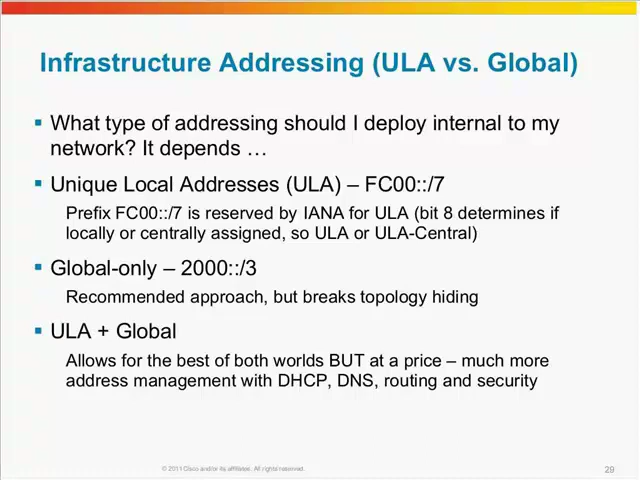 Infrastructure Addressing (ULA vs. Global)
▪ What type of addressing should I deploy internal to my
network? It depends …
▪ Unique Local Addresses (ULA) – FC00::/7
Prefix FC00::/7 is reserved by IANA for ULA (bit 8 determines if
locally or centrally assigned, so ULA or ULA-Central)
▪ Global-only – 2000::/3
Recommended approach, but breaks topology hiding
▪ ULA + Global
Allows for the best of both worlds BUT at a price – much more
address management with DHCP, DNS, routing and security
© 2011 Cisco and/or its affiliates. All rights reserved.
29